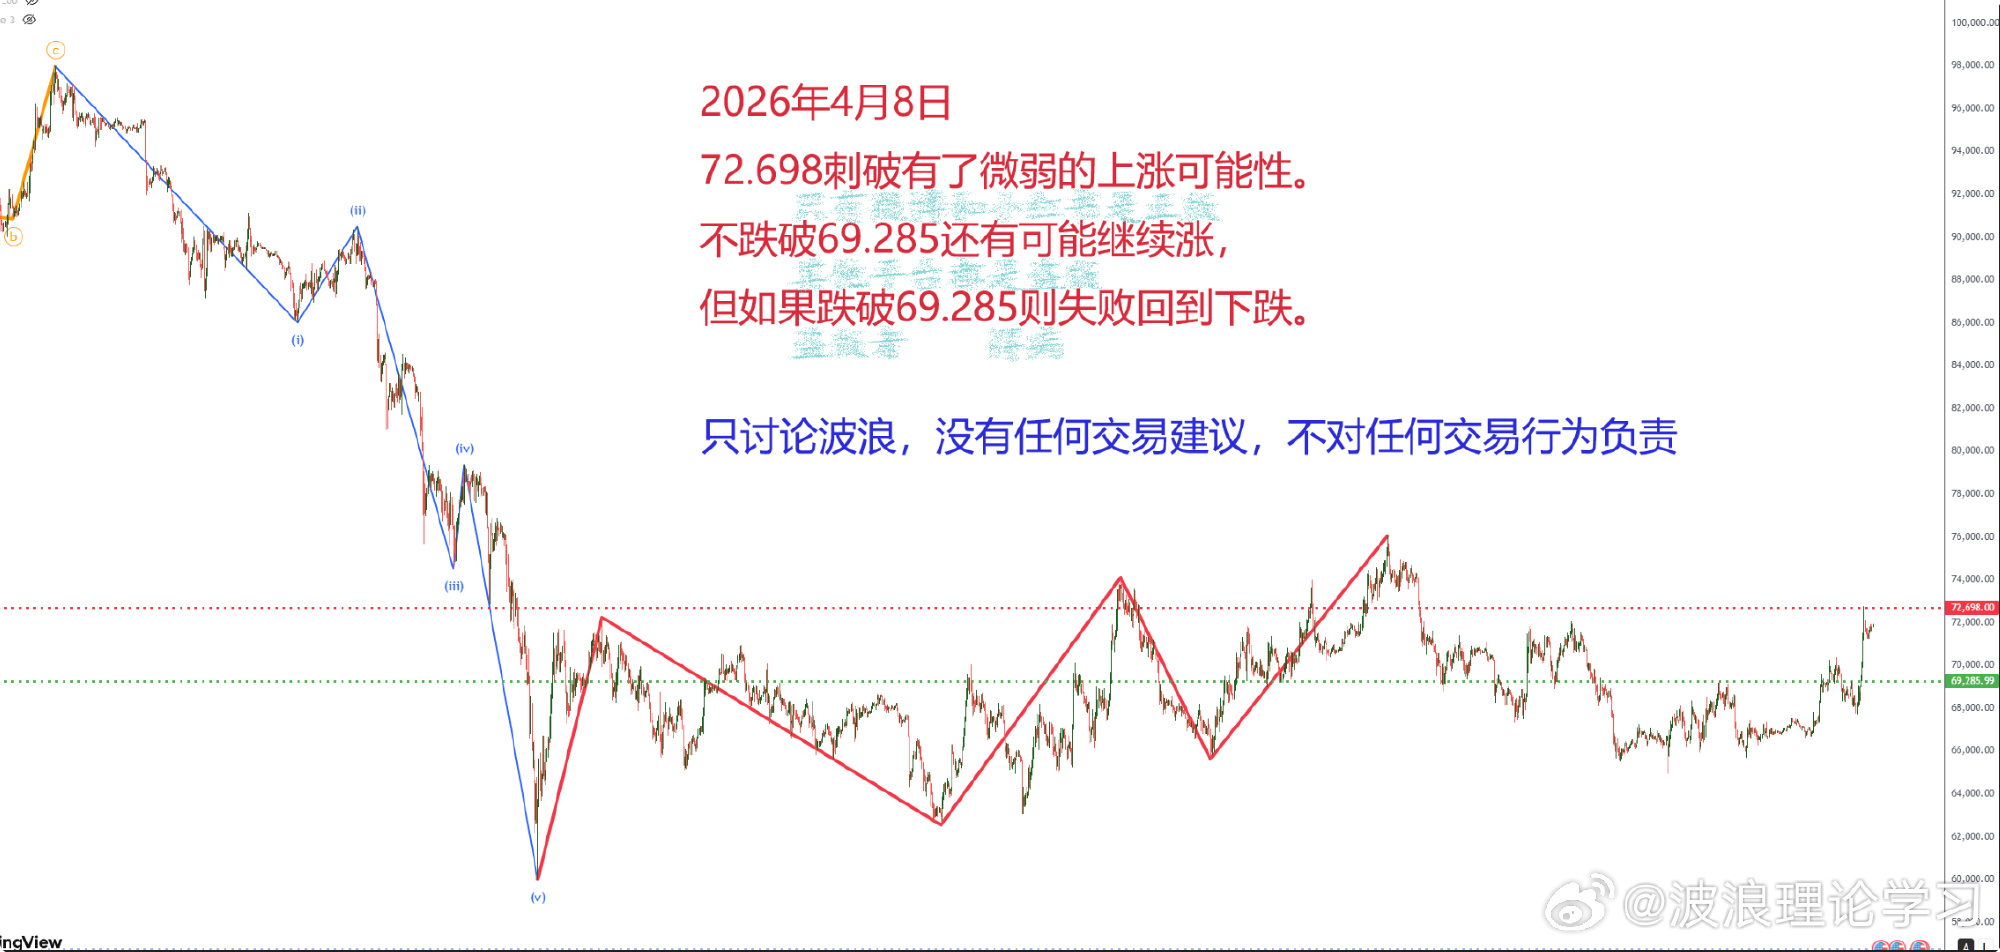 c
b
(i)
(ii)
(iii)
(iv)
(v)
2026年4月8日
72.698刺破有了微弱的上涨可能性。
不跌破69.285还有可能继续涨，
但如果跌破69.285则失败回到下跌。
只讨论波浪，没有任何交易建议，不对任何交易行为负责
100,000.00
98,000.00
96,000.00
94,000.00
92,000.00
90,000.00
88,000.00
86,000.00
84,000.00
82,000.00
80,000.00
78,000.00
76,000.00
74,000.00
72,698.00
72,000.00
70,000.00
69,285.99
68,000.00
66,000.00
64,000.00
62,000.00
60,000.00
58,000.00
@波浪理论学习
ingView
A
L